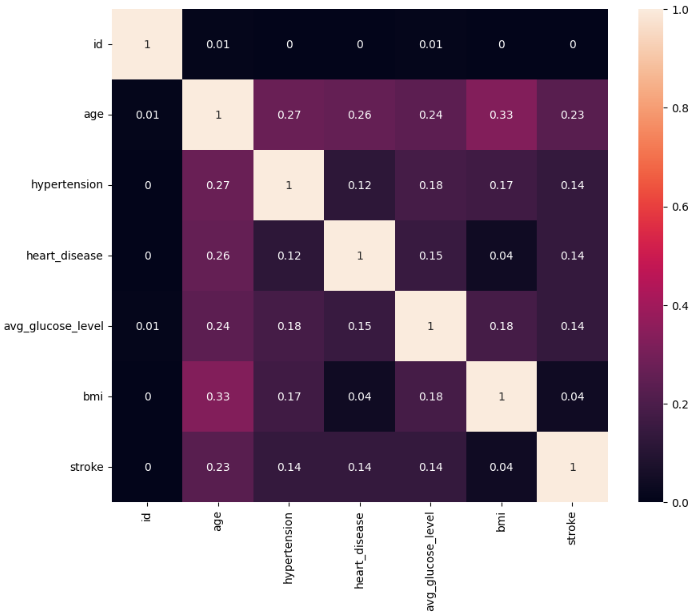 id 1 0.01 0 0 0.01 0 0
age 0.01 1 0.27 0.26 0.24 0.33 0.23
hypertension 0 0.27 1 0.12 0.18 0.17 0.14
heart_disease 0 0.26 0.12 1 0.15 0.04 0.14
avg_glucose_level 0.01 0.24 0.18 0.15 1 0.18 0.14
bmi 0 0.33 0.17 0.04 0.18 1 0.04
stroke 0 0.23 0.14 0.14 0.14 0.04 1
id age hypertension heart_disease avg_glucose_level bmi stroke
1.0
0.8
0.6
0.4
0.2
0.0